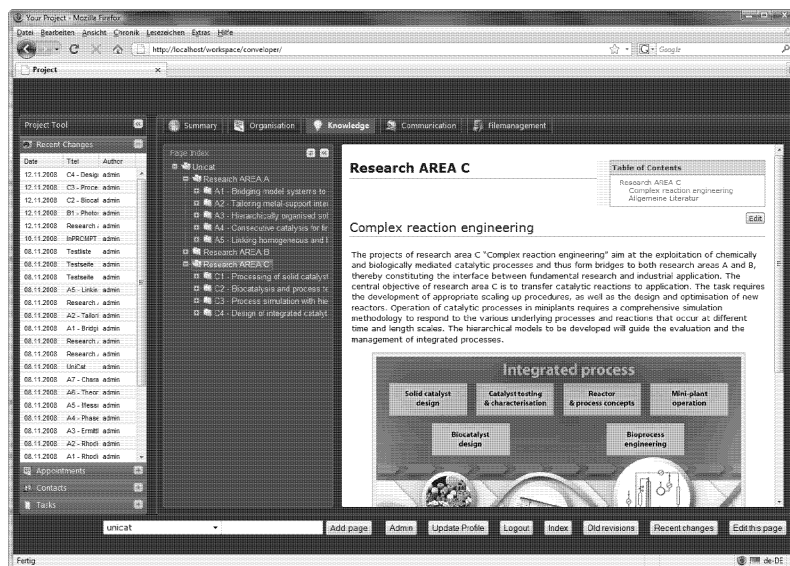 Your Project - Mozilla Firefox
Datei Bearbeiten Ansicht Chronik Lesezeichen Extras Hilfe
http://localhost/workspace/conveloper/
Google
Project
Project Tool
Summary
Organisation
Knowledge
Communication
Filemanagement
Recent Changes
Date Titel Author
12.11.2008 C4 - Desig admin
12.11.2008 C3 - Proce admin
12.11.2008 C2 - Biocat admin
12.11.2008 B1 - Photo admin
12.11.2008 Research admin
10.11.2008 InPROMPT admin
08.11.2008 Testliste admin
08.11.2008 Testseite admin
08.11.2008 Testseite admin
08.11.2008 A5 - Linkin admin
08.11.2008 Research admin
08.11.2008 A2 - Tailori admin
08.11.2008 A1 - Bridgi admin
08.11.2008 Research admin
08.11.2008 Research admin
08.11.2008 UniCat admin
08.11.2008 A7 - Chara admin
08.11.2008 A6 - Theor admin
08.11.2008 A5 - Messi admin
08.11.2008 A4 - Phase admin
08.11.2008 A3 - Ermittl admin
08.11.2008 A2 - Rhodi admin
08.11.2008 A1 - Rhodi admin
Appointments
Contacts
Tasks
Page Index
Unicat
Research AREA A
A1 - Bridging model systems to
A2 - Tailoring metal-support inter
A3 - Hierarchically organised sol
A4 - Consecutive catalysis for fir
A5 - Linking homogeneous and
Research AREA B
Research AREA C
C1 - Processing of solid catalyst
C2 - Biocatalysis and process te
C3 - Process simulation with hie
C4 - Design of integrated catalyt
Research AREA C
Table of Contents
Research AREA C
Complex reaction engineering
Allgemeine Literatur
Edit
Complex reaction engineering
The projects of research area C "Complex reaction engineering" aim at the exploitation of chemically
and biologically mediated catalytic processes and thus form bridges to both research areas A and B,
thereby constituting the interface between fundamental research and industrial application. The
central objective of research area C is to transfer catalytic reactions to application. The task requires
the development of appropriate scaling up procedures, as well as the design and optimisation of new
reactors. Operation of catalytic processes in miniplants requires a comprehensive simulation
methodology to respond to the various underlying processes and reactions that occur at different
time and length scales. The hierarchical models to be developed will guide the evaluation and the
management of integrated processes.
Integrated process
Solid catalyst
design
Catalyst testing
& characterisation
Reactor
& process concepts
Mini-plant
operation
Biocatalyst
design
Bioprocess
engineering
unicat
Add page
Admin
Update Profile
Logout
Index
Old revisions
Recent changes
Edit this page
Fertig
de-DE